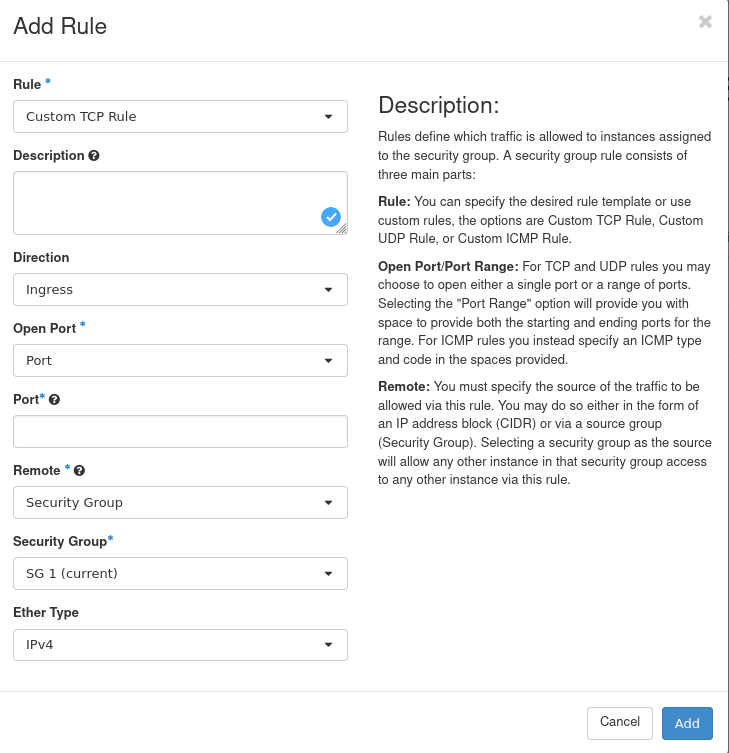 Add Rule
×
Rule *
Custom TCP Rule
Description ?
Direction
Ingress
Open Port *
Port
Port* ?
Remote * ?
Security Group
Security Group*
SG 1 (current)
Ether Type
IPv4
Description:
Rules define which traffic is allowed to instances assigned
to the security group. A security group rule consists of
three main parts:
Rule: You can specify the desired rule template or use
custom rules, the options are Custom TCP Rule, Custom
UDP Rule, or Custom ICMP Rule.
Open Port/Port Range: For TCP and UDP rules you may
choose to open either a single port or a range of ports.
Selecting the "Port Range" option will provide you with
space to provide both the starting and ending ports for the
range. For ICMP rules you instead specify an ICMP type
and code in the spaces provided.
Remote: You must specify the source of the traffic to be
allowed via this rule. You may do so either in the form of
an IP address block (CIDR) or via a source group
(Security Group). Selecting a security group as the source
will allow any other instance in that security group access
to any other instance via this rule.
Cancel
Add